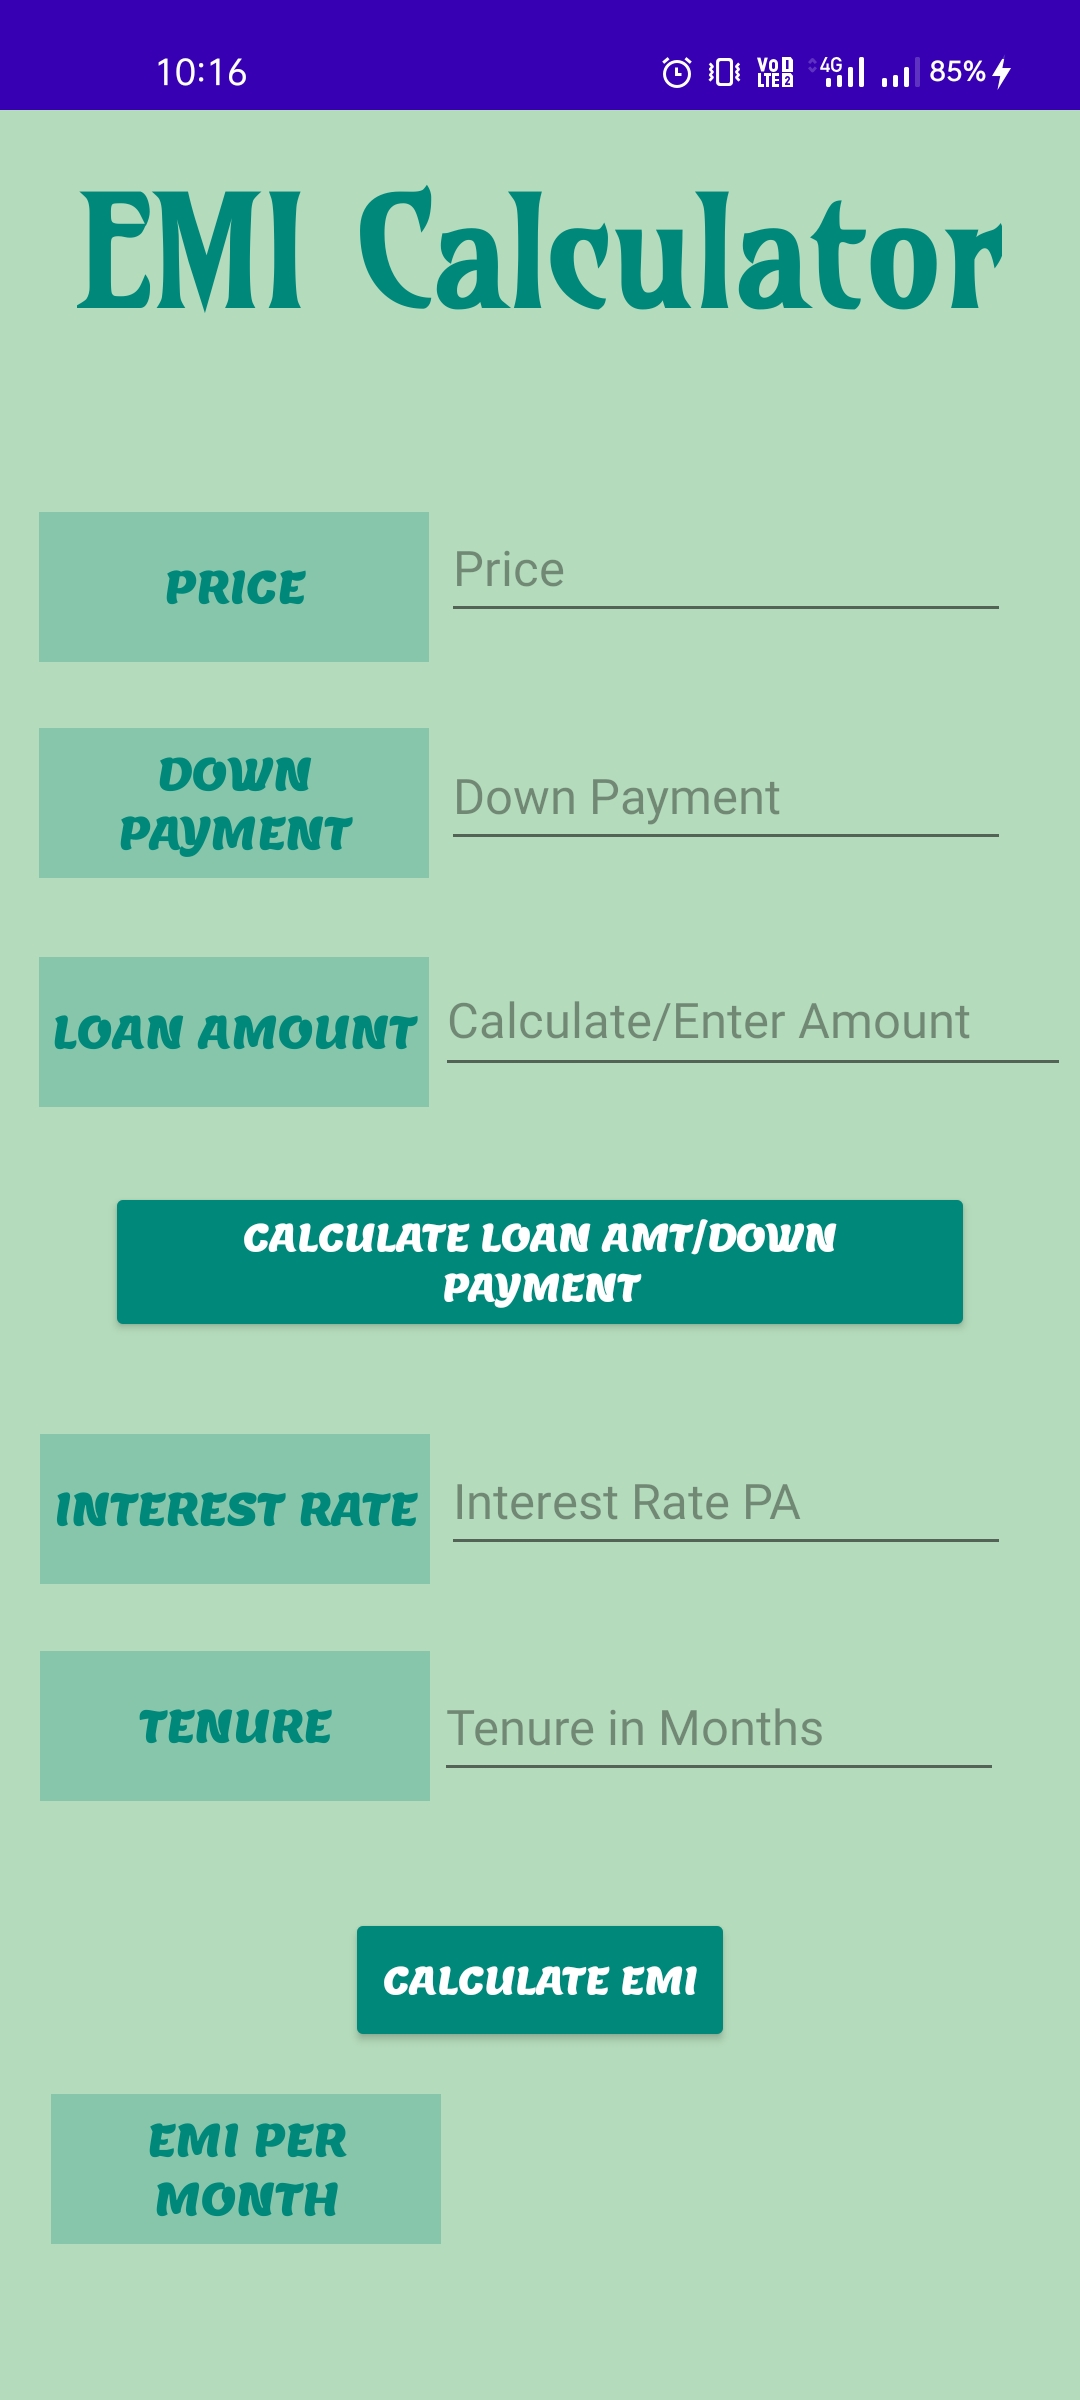 10:16 VoD LTE2 4G 85%
EMI Calculator
PRICE Price
DOWN
PAYMENT
Down Payment
LOAN AMOUNT Calculate/Enter Amount
CALCULATE LOAN AMT/DOWN
PAYMENT
INTEREST RATE Interest Rate PA
TENURE Tenure in Months
CALCULATE EMI
EMI PER
MONTH